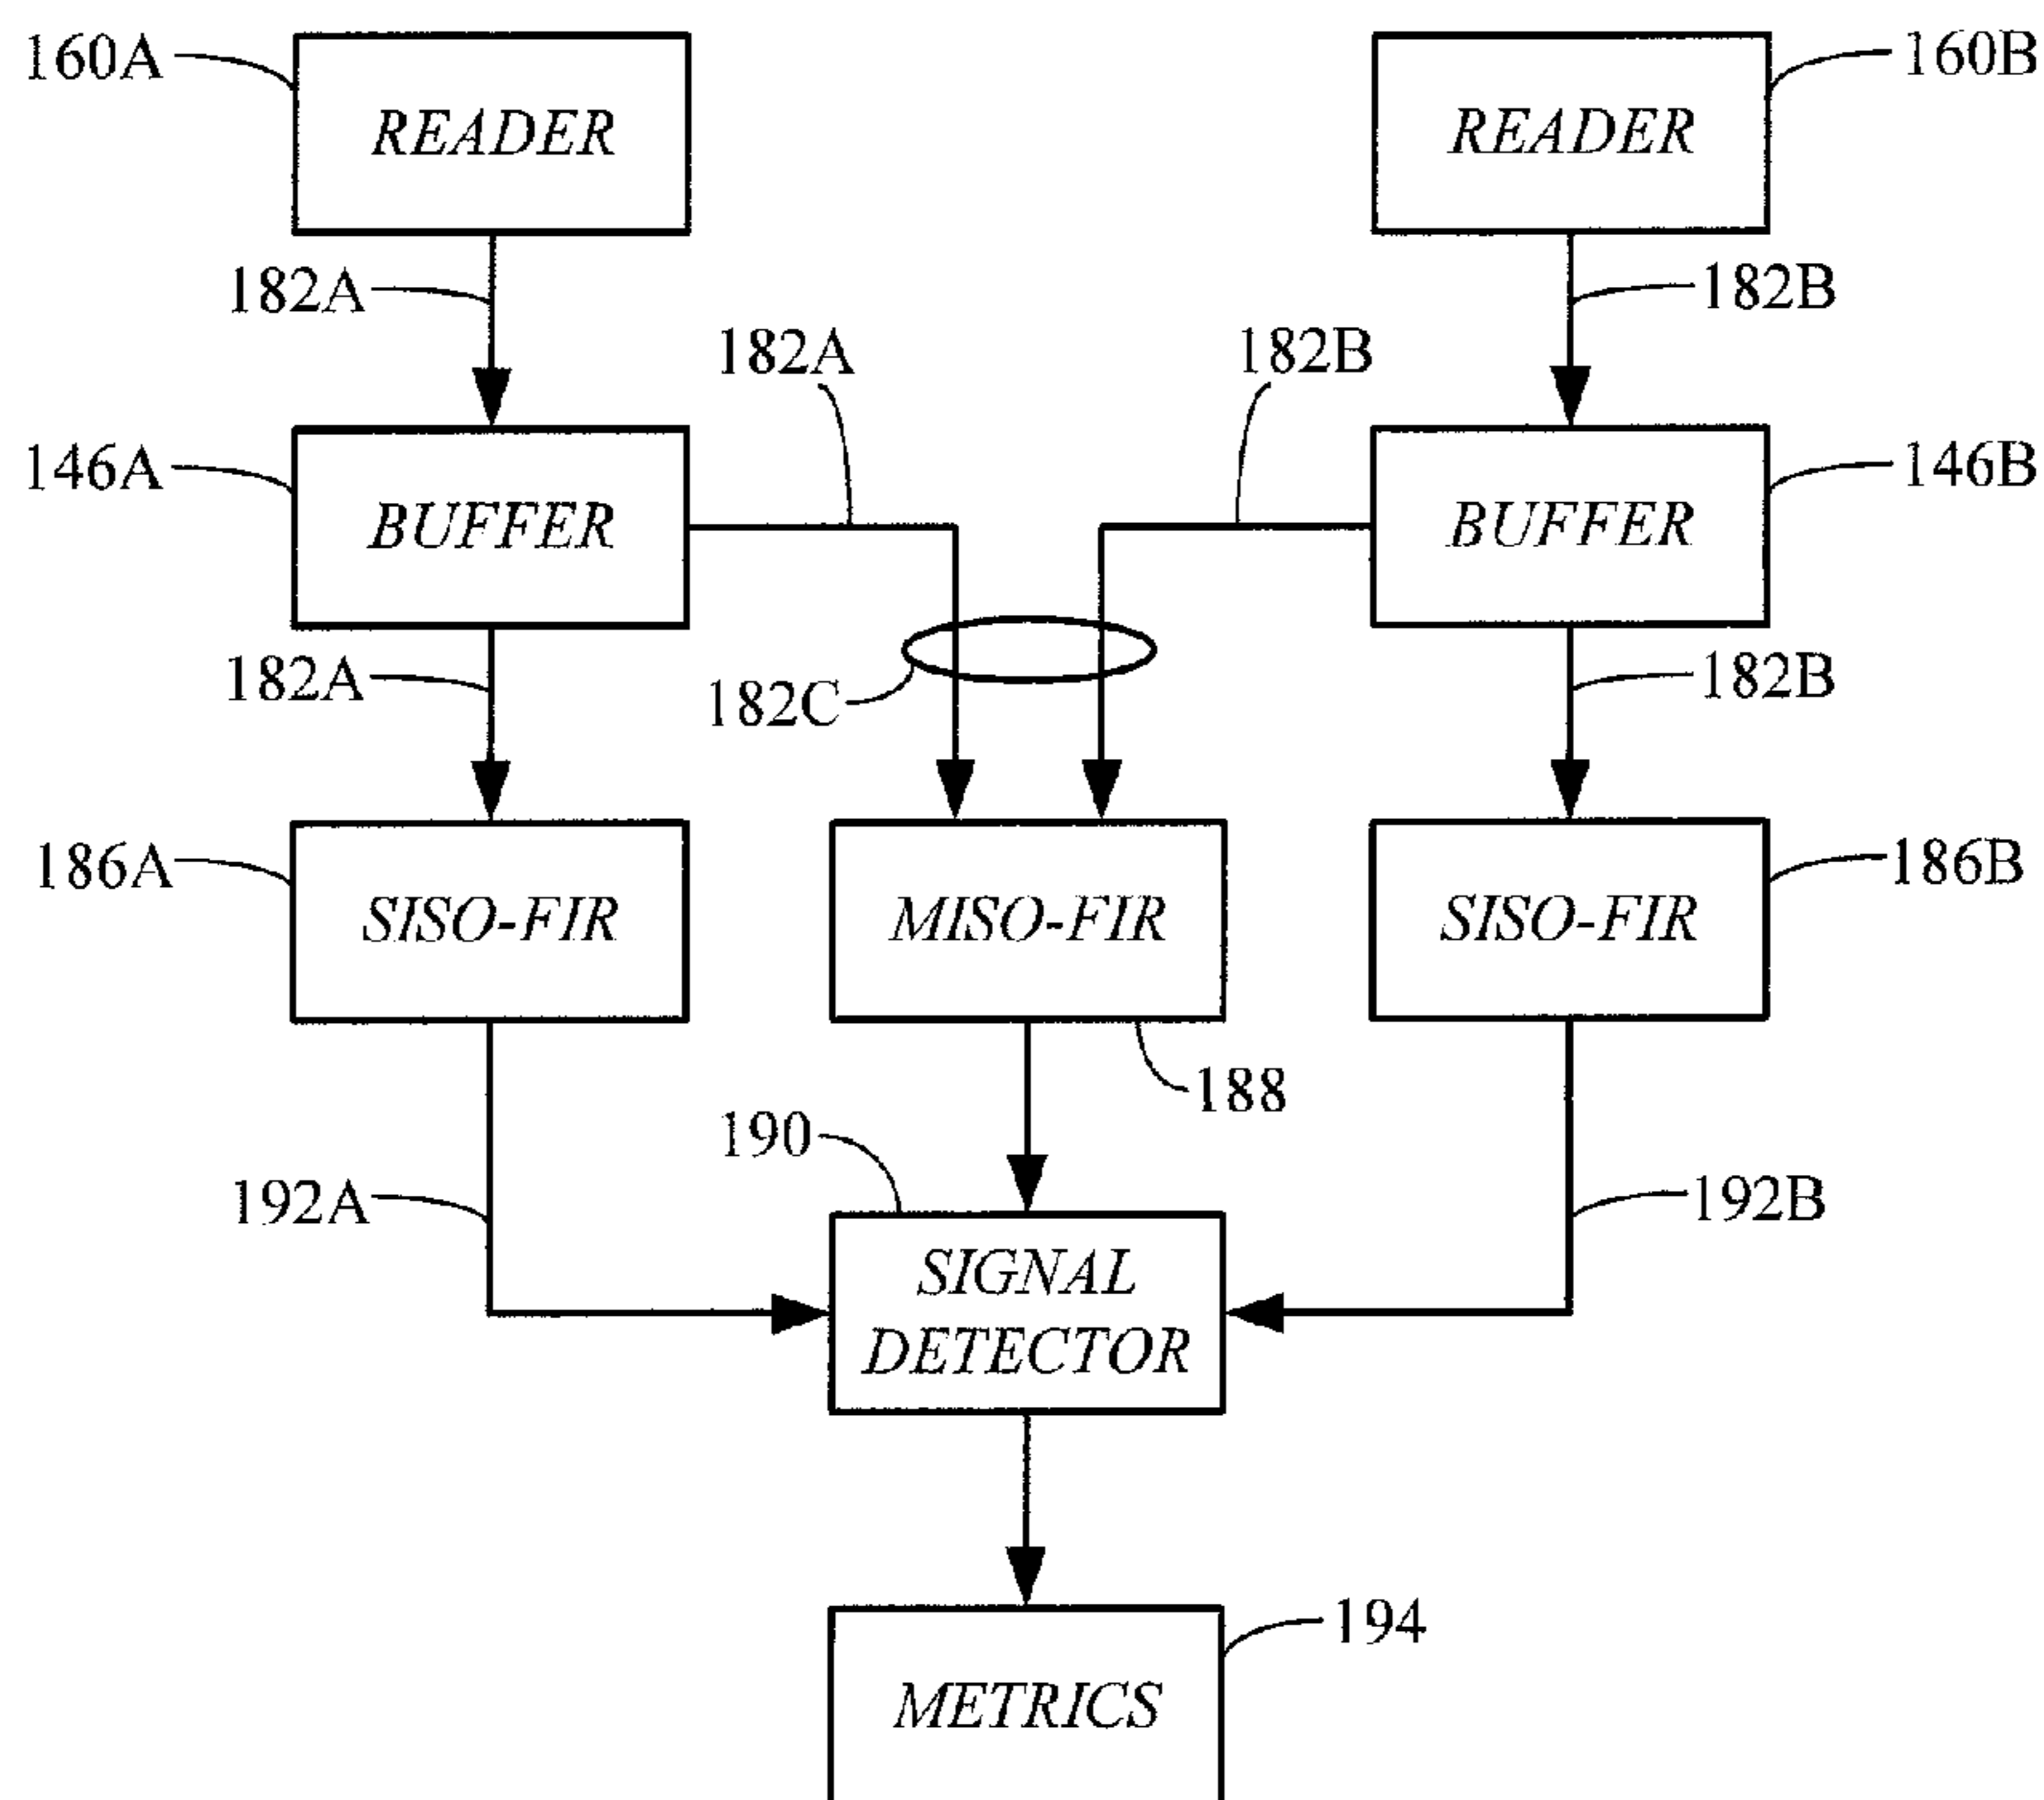 160A
READER
READER
160B
182A
182B
182A
182B
146A
BUFFER
BUFFER
146B
182A
182C
182B
186A
SISO-FIR
MISO-FIR
SISO-FIR
186B
188
190
192A
192B
SIGNAL
DETECTOR
194
METRICS